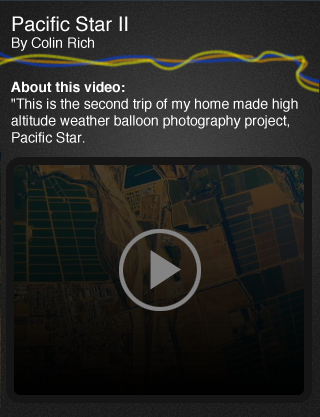 Pacific Star II
By Colin Rich
About this video:
"This is the second trip of my home made high
altitude weather balloon photography project,
Pacific Star.